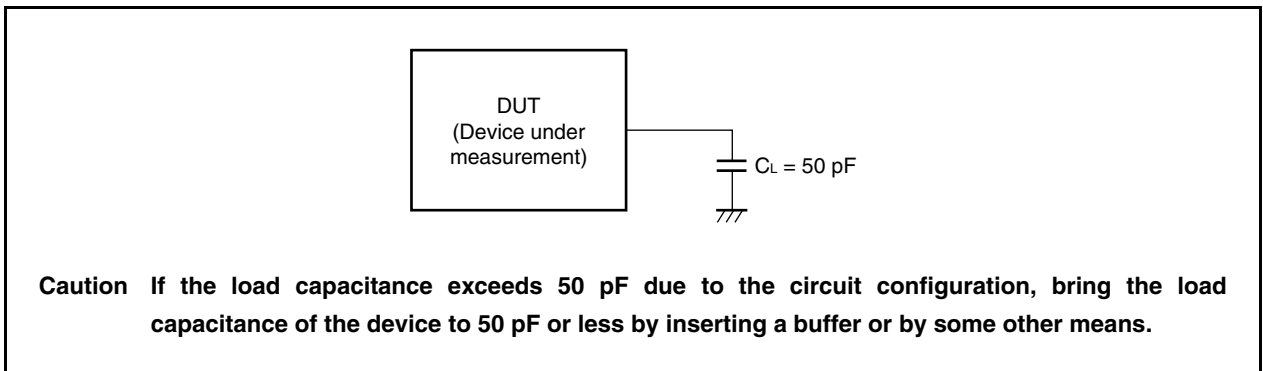 DUT
(Device under
measurement)
CL = 50 pF
Caution If the load capacitance exceeds 50 pF due to the circuit configuration, bring the load
capacitance of the device to 50 pF or less by inserting a buffer or by some other means.